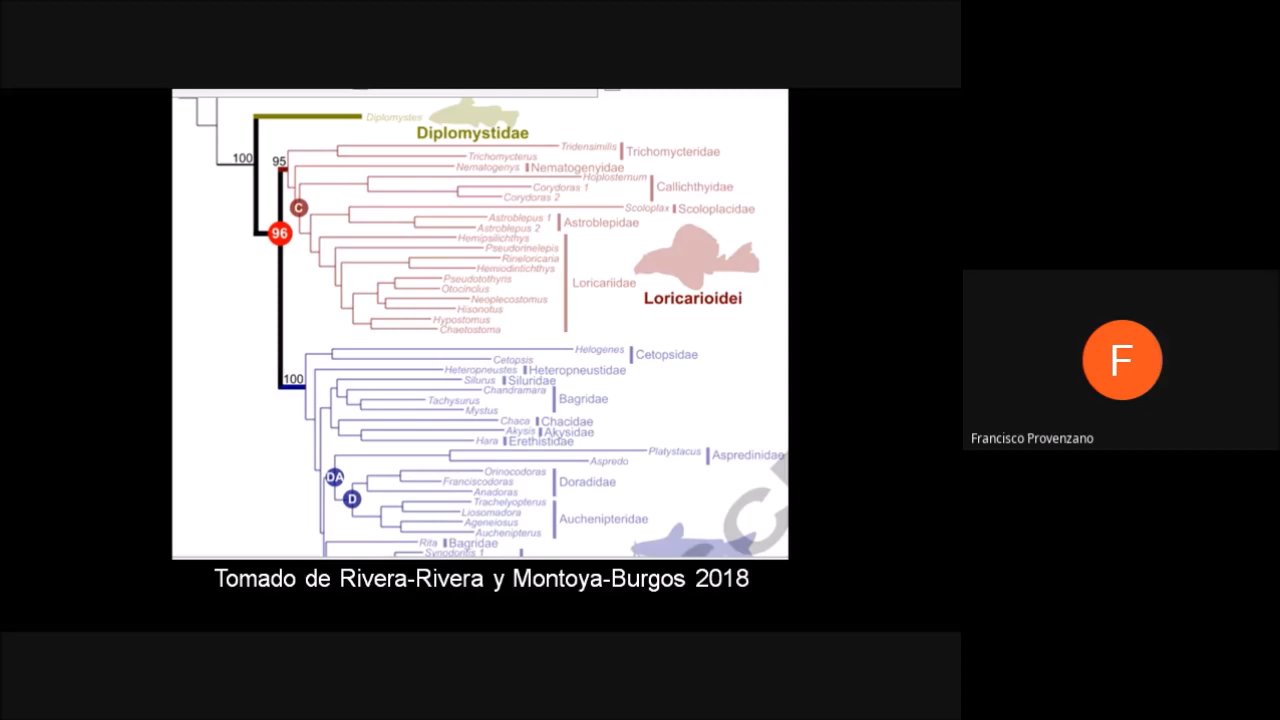 Diplomystes
Diplomystidae
100
95
Tridensimilis
Trichomycterus
Trichomycteridae
Nematogenys
Nematogenyidae
Hoplosternum
Corydoras 1
Corydoras 2
Callichthyidae
C
Scoloplax
Scoloplacidae
Astroblepus 1
Astroblepus 2
Astroblepidae
96
Hemipsilichthys
Pseudorinelepis
Rineloricaria
Hemiodintichthys
Pseudotothyris
Otocinclus
Neoplecostomus
Hisonotus
Hypostomus
Chaetostoma
Loricariidae
Loricarioidei
100
Helogenes
Cetopsis
Cetopsidae
Heteropneustes
Heteropneustidae
Silurus
Siluridae
Chandramara
Tachysurus
Mystus
Bagridae
Chaca
Chacidae
Akysis
Akysidae
Hara
Erethistidae
Platystacus
Aspredo
Aspredinidae
DA
D
Orinocodoras
Franciscodoras
Anadoras
Doradidae
Trachelyopterus
Liosomadora
Ageneiosus
Auchenipterus
Auchenipteridae
Rita
Bagridae
Synodontis 1
Tomado de Rivera-Rivera y Montoya-Burgos 2018
F
Francisco Provenzano